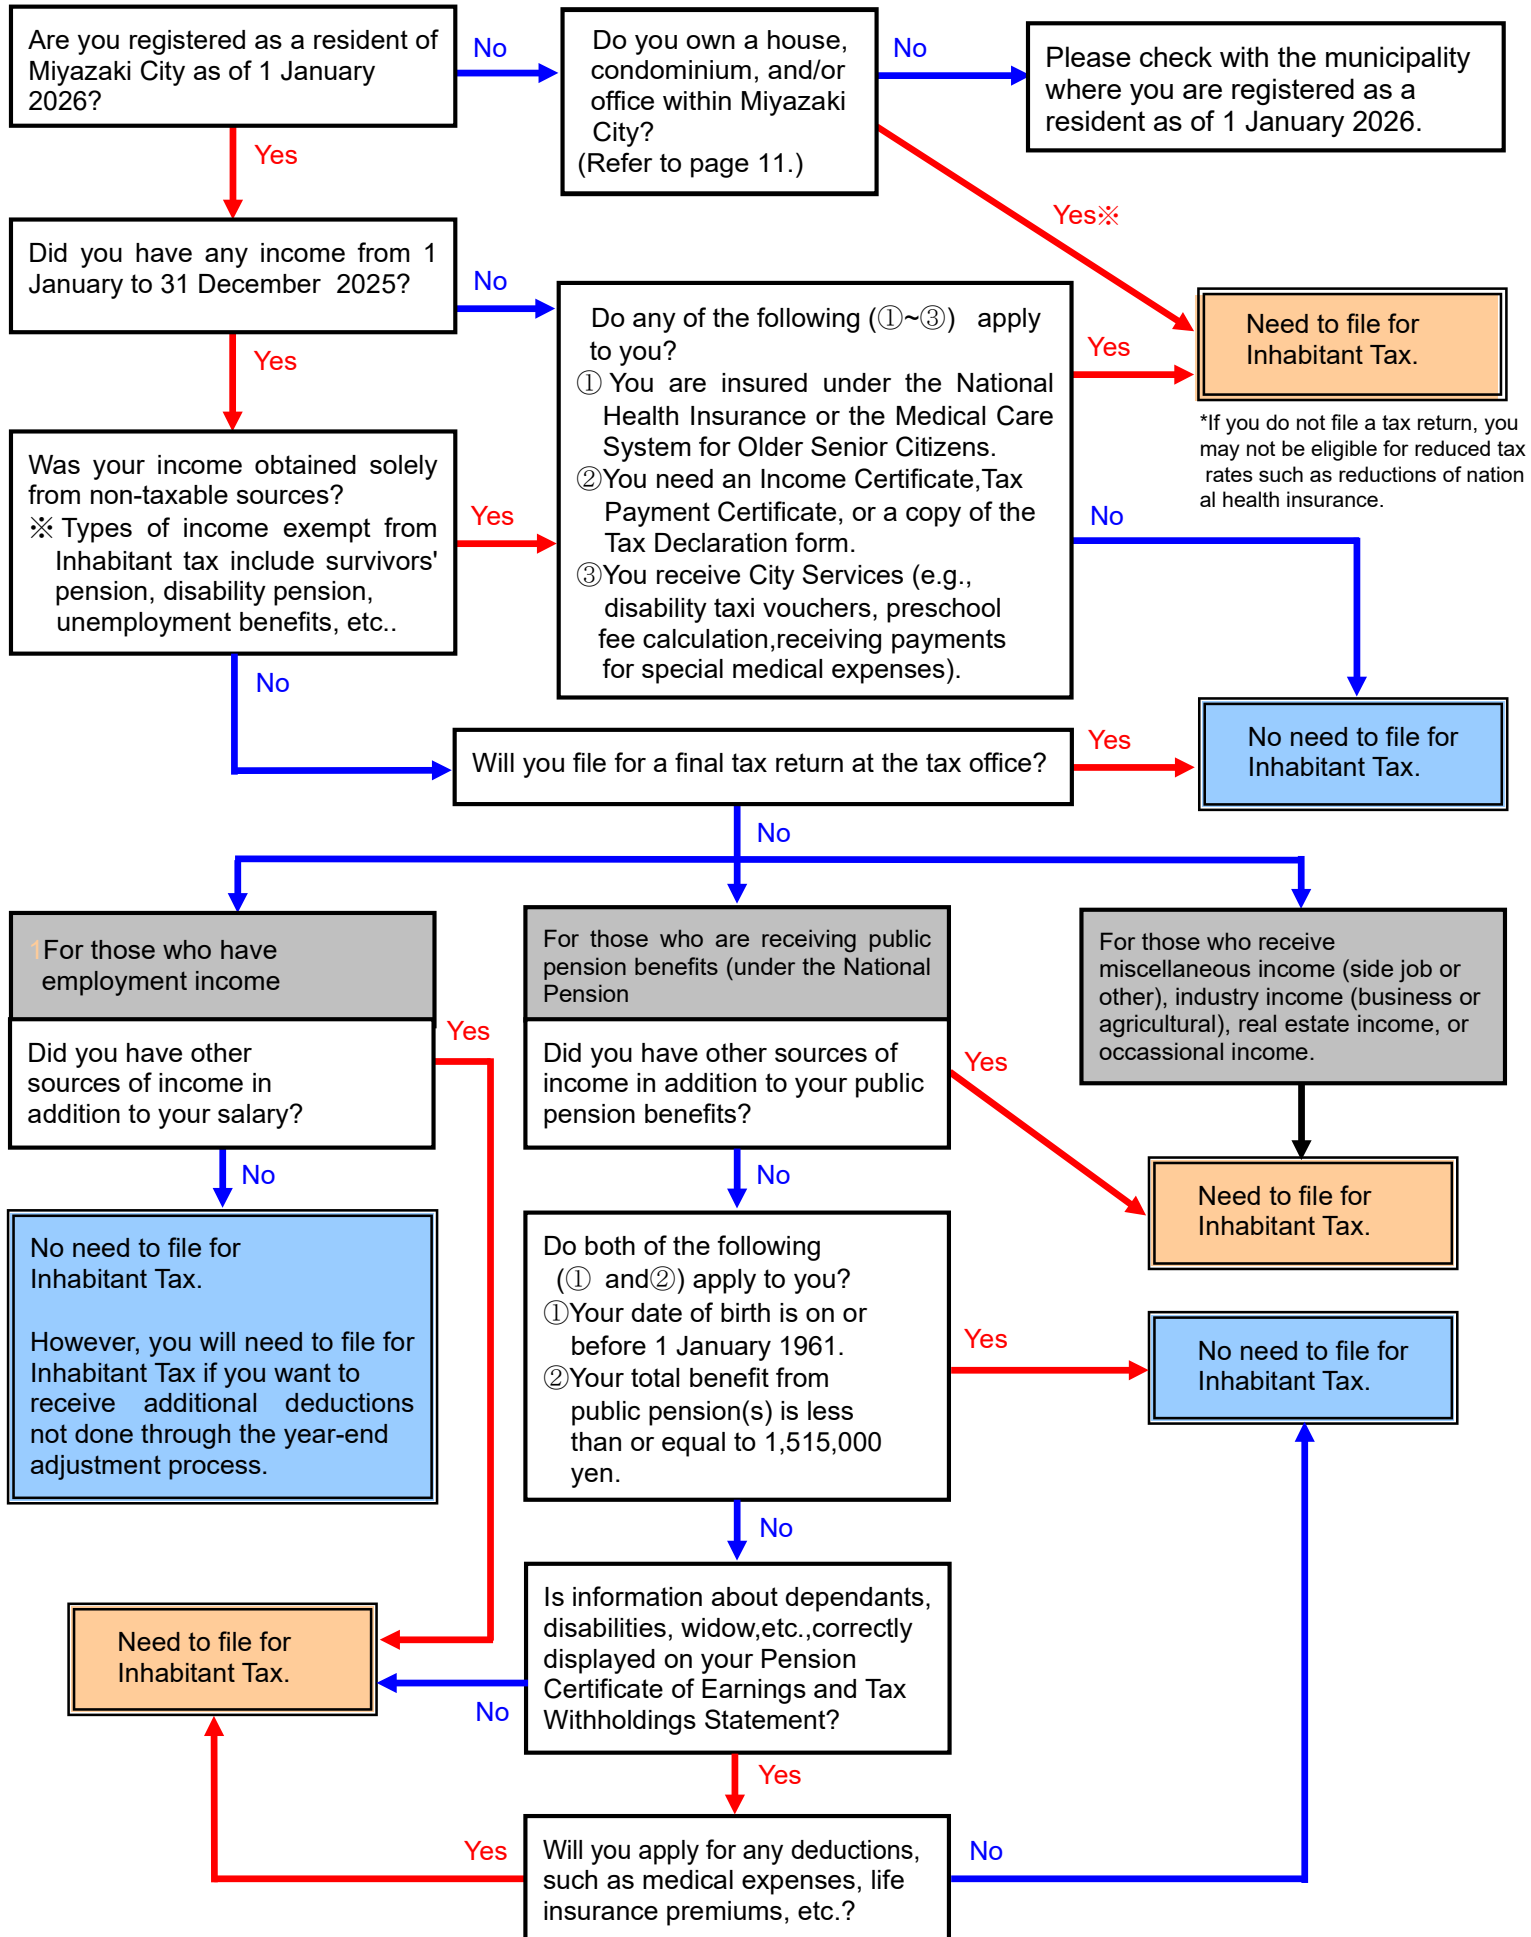 Are you registered as a resident of
Miyazaki City as of 1 January
2026?
No
Do you own a house,
condominium, and/or
office within Miyazaki
City?
(Refer to page 11.)
No
Please check with the municipality
where you are registered as a
resident as of 1 January 2026.
Yes
Yes※
Did you have any income from 1
January to 31 December 2025?
No
Do any of the following (①~③) apply
to you?
① You are insured under the National
Health Insurance or the Medical Care
System for Older Senior Citizens.
②You need an Income Certificate,Tax
Payment Certificate, or a copy of the
Tax Declaration form.
③You receive City Services (e.g.,
disability taxi vouchers, preschool
fee calculation,receiving payments
for special medical expenses).
Yes
Need to file for
Inhabitant Tax.
*If you do not file a tax return, you
may not be eligible for reduced tax
rates such as reductions of nation
al health insurance.
Yes
Was your income obtained solely
from non-taxable sources?
※ Types of income exempt from
Inhabitant tax include survivors'
pension, disability pension,
unemployment benefits, etc..
Yes
No
No
Will you file for a final tax return at the tax office?
Yes
No need to file for
Inhabitant Tax.
No
1For those who have
employment income
For those who are receiving public
pension benefits (under the National
Pension
For those who receive
miscellaneous income (side job or
other), industry income (business or
agricultural), real estate income, or
occassional income.
Did you have other
sources of income in
addition to your salary?
Yes
Did you have other sources of
income in addition to your public
pension benefits?
Yes
No
No
Need to file for
Inhabitant Tax.
No need to file for
Inhabitant Tax.
However, you will need to file for
Inhabitant Tax if you want to
receive additional deductions
not done through the year-end
adjustment process.
Do both of the following
(① and②) apply to you?
①Your date of birth is on or
before 1 January 1961.
②Your total benefit from
public pension(s) is less
than or equal to 1,515,000
yen.
Yes
No need to file for
Inhabitant Tax.
No
Need to file for
Inhabitant Tax.
Is information about dependants,
disabilities, widow,etc.,correctly
displayed on your Pension
Certificate of Earnings and Tax
Withholdings Statement?
No
Yes
Yes
Will you apply for any deductions,
such as medical expenses, life
insurance premiums, etc.?
No